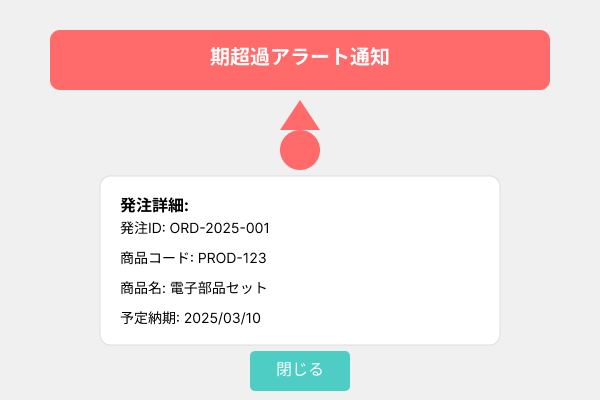 期超過アラート通知
発注詳細:
発注ID: ORD-2025-001
商品コード: PROD-123
商品名: 電子部品セット
予定納期: 2025/03/10
閉じる